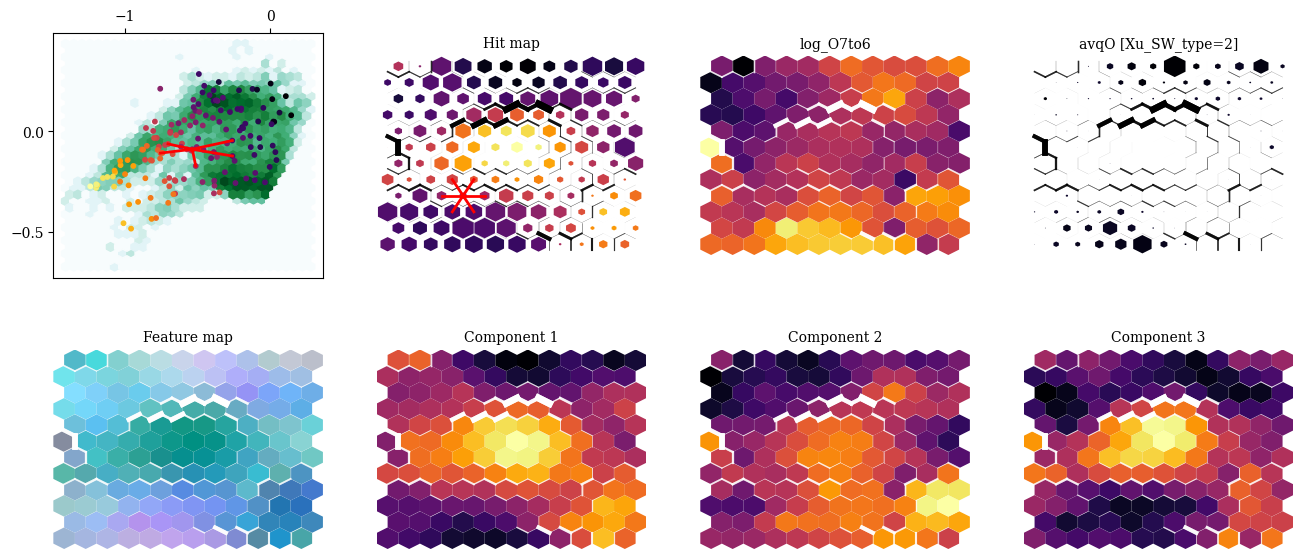 −1 0
Hit map
log_O7to6
avqO [Xu_SW_type=2]
0.0
−0.5
Feature map
Component 1
Component 2
Component 3